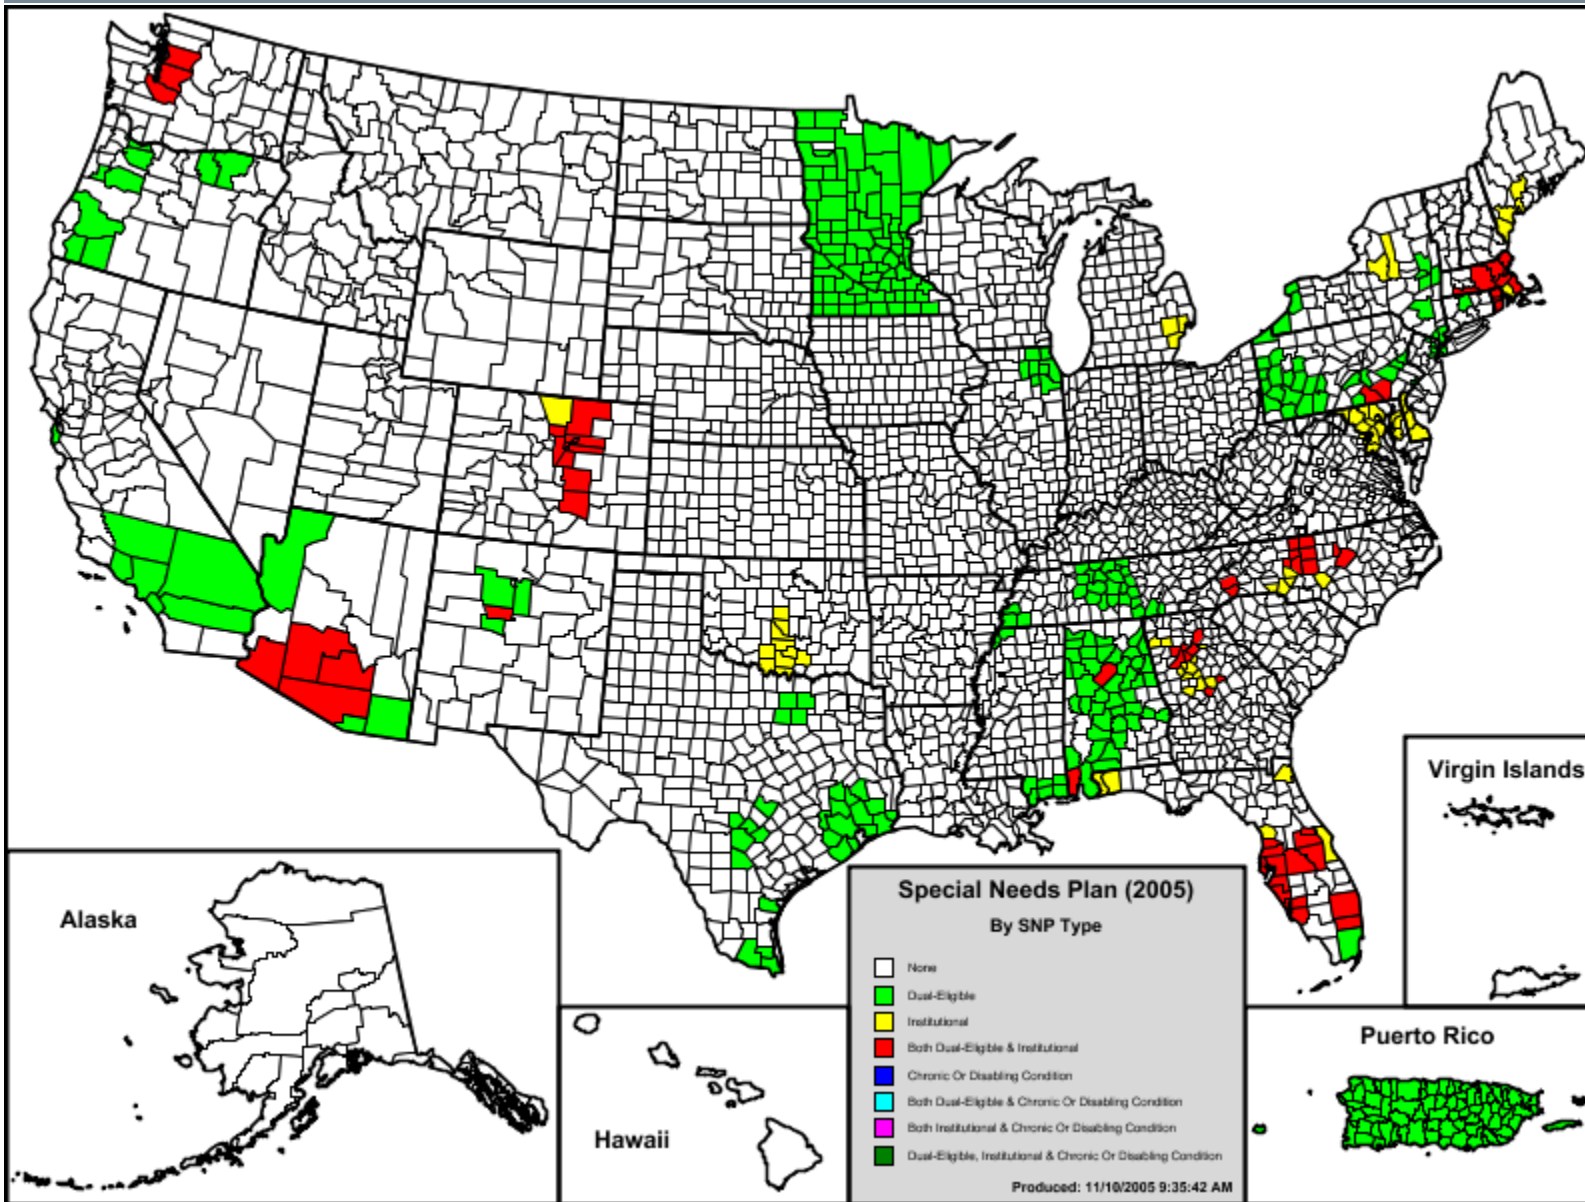 Virgin Islands
Alaska
Hawaii
Puerto Rico
Special Needs Plan (2005)
By SNP Type
None
Dual-Eligible
Institutional
Both Dual-Eligible & Institutional
Chronic Or Disabling Condition
Both Dual-Eligible & Chronic Or Disabling Condition
Both Institutional & Chronic Or Disabling Condition
Dual-Eligible, Institutional & Chronic Or Disabling Condition
Produced: 11/10/2005 9:35:42 AM